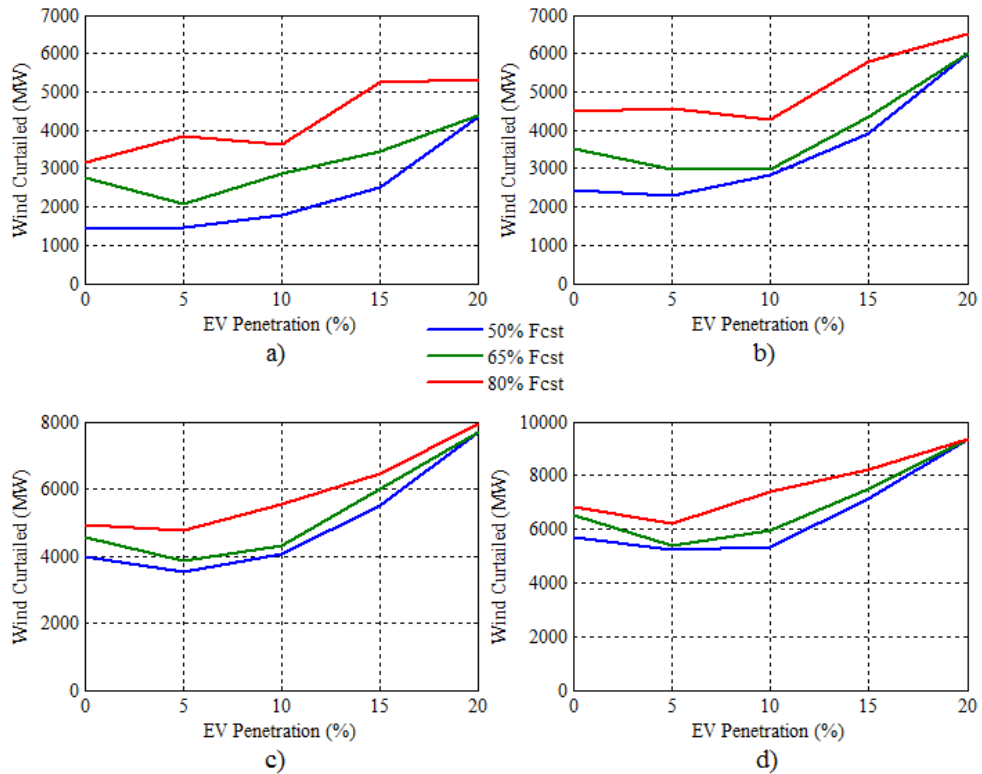 7000
6000
5000
4000
3000
2000
1000
0
Wind Curtailed (MW)
0 5 10 15 20
EV Penetration (%)
a)
7000
6000
5000
4000
3000
2000
1000
0
Wind Curtailed (MW)
0 5 10 15 20
EV Penetration (%)
b)
50% Fcst
65% Fcst
80% Fcst
8000
6000
4000
2000
0
Wind Curtailed (MW)
0 5 10 15 20
EV Penetration (%)
c)
10000
8000
6000
4000
2000
0
Wind Curtailed (MW)
0 5 10 15 20
EV Penetration (%)
d)